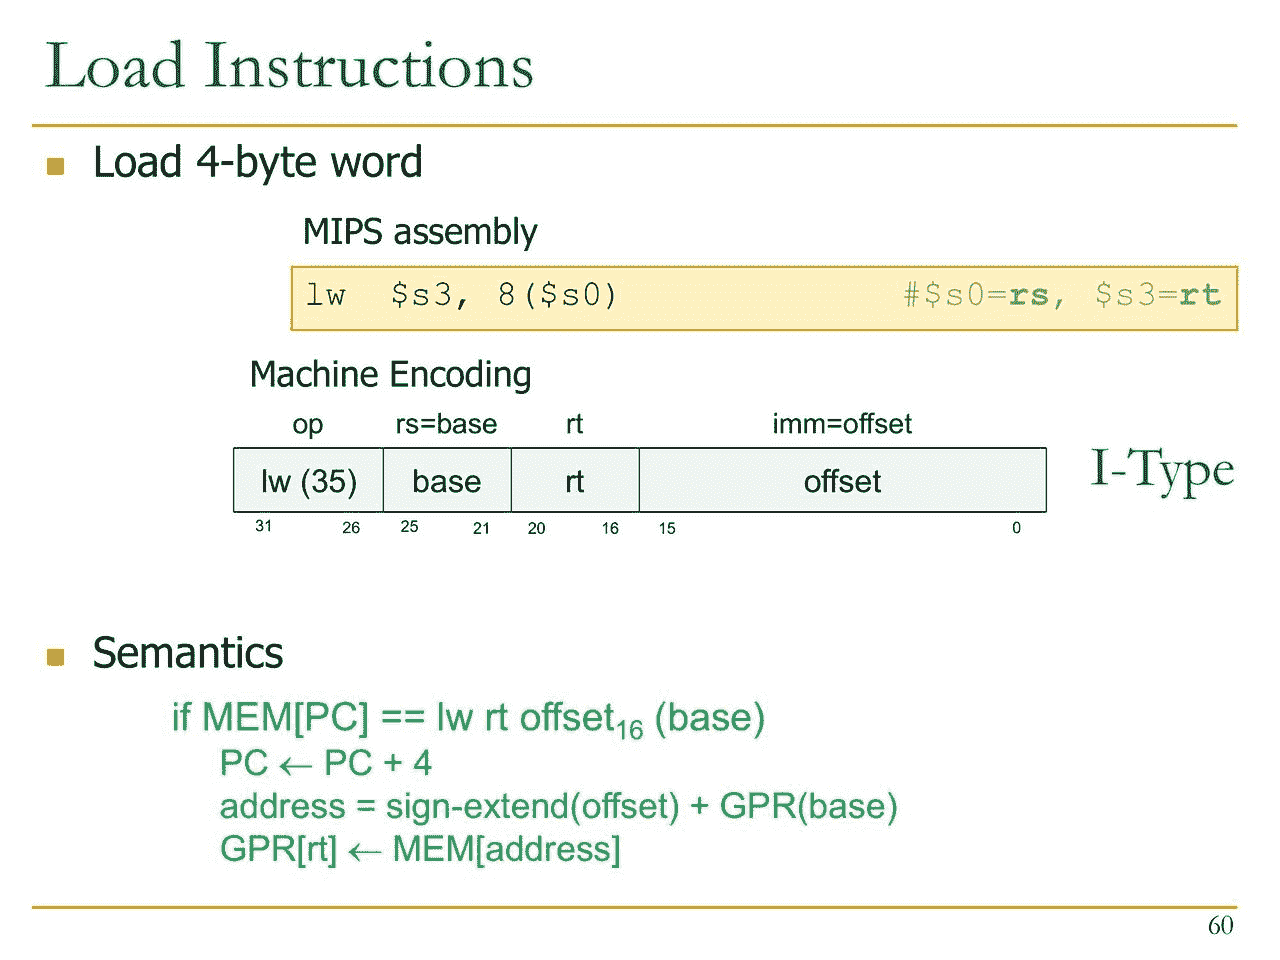 Load Instructions
Load 4-byte word
MIPS assembly
lw $s3, 8($s0) #$s0=rs, $s3=rt
Machine Encoding
op rs=base rt imm=offset
lw (35) base rt offset
I-Type
31 26 25 21 20 16 15 0
Semantics
if MEM[PC] == lw rt offset16 (base)
PC ← PC + 4
address = sign-extend(offset) + GPR(base)
GPR[rt] ← MEM[address]
60